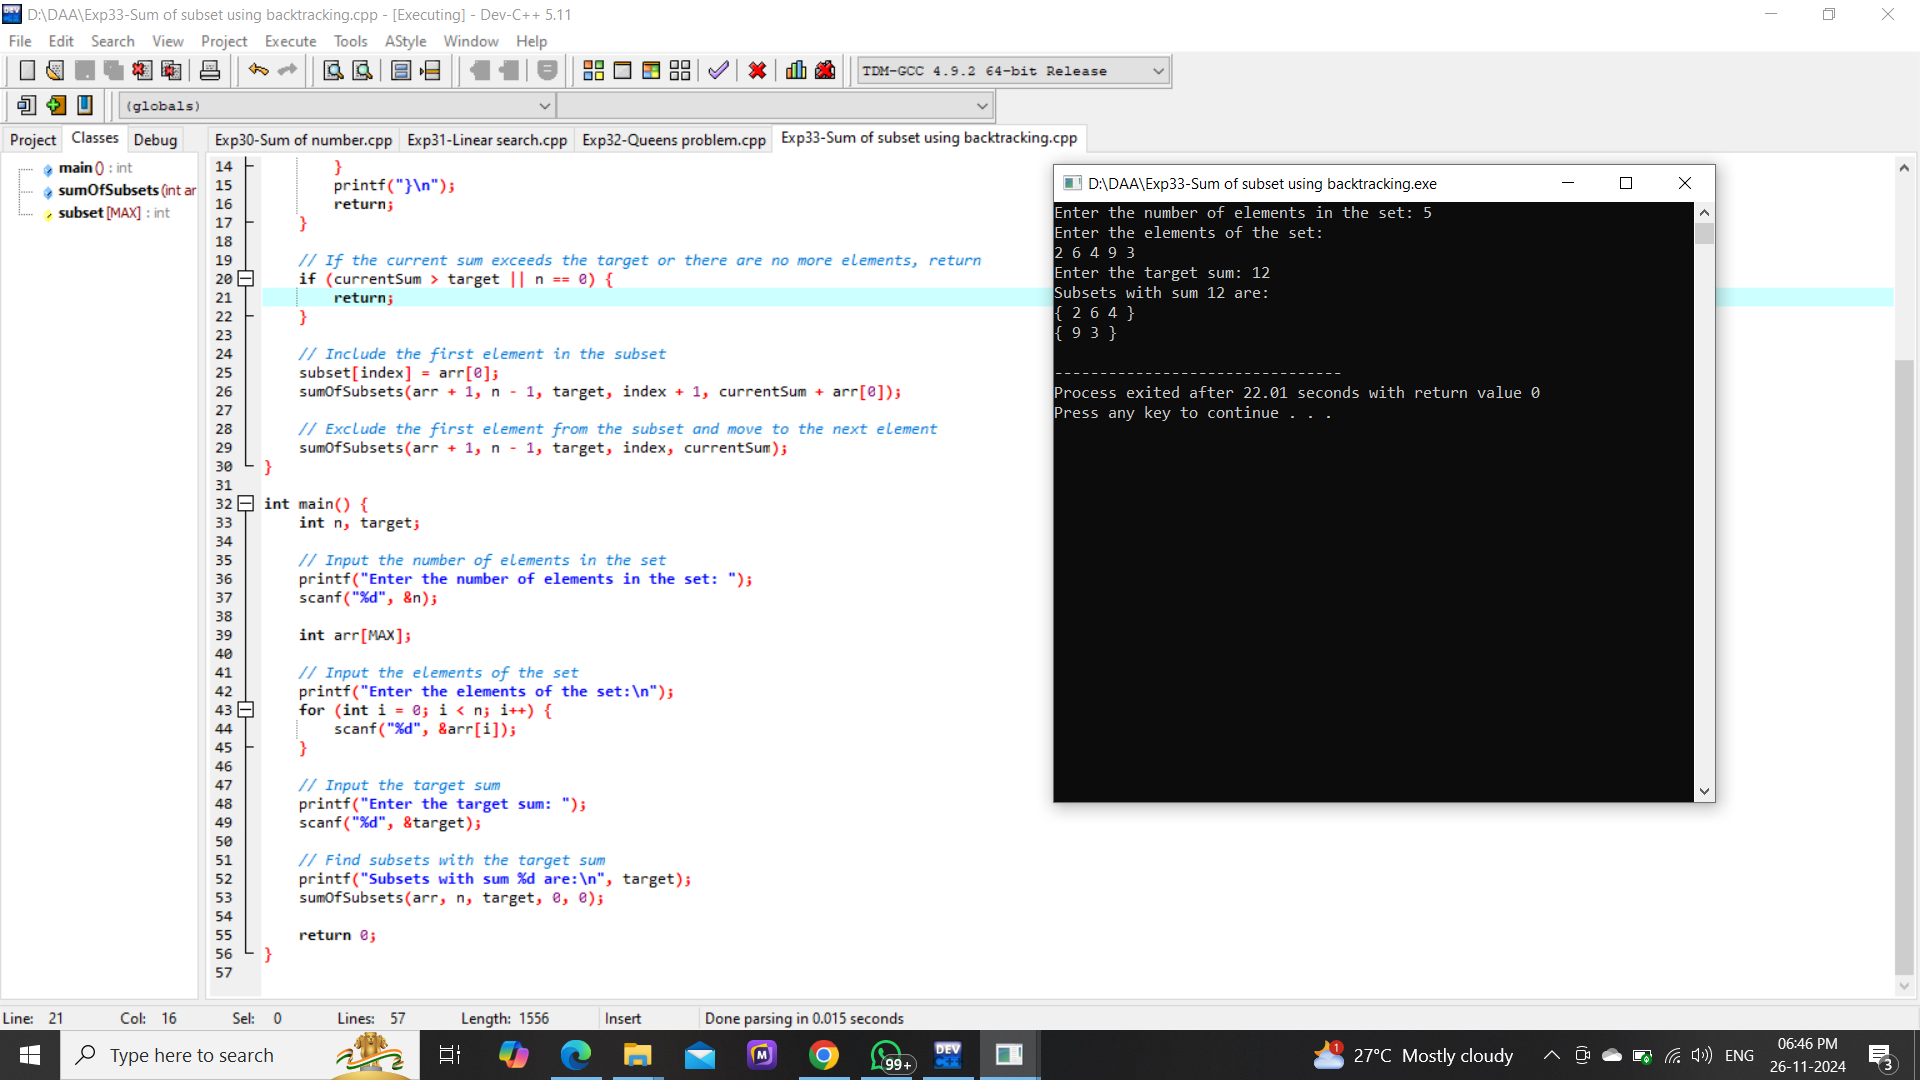 D:\DAA\Exp33-Sum of subset using backtracking.cpp - [Executing] - Dev-C++ 5.11
File Edit Search View Project Execute Tools AStyle Window Help
TDM-GCC 4.9.2 64-bit Release
(globals)
Project Classes Debug
Exp30-Sum of number.cpp Exp31-Linear search.cpp Exp32-Queens problem.cpp Exp33-Sum of subset using backtracking.cpp
main () : int
sumOfSubsets (int ar
subset [MAX] : int
14 }
15 printf("}\n");
16 return;
17 }
18
19 // If the current sum exceeds the target or there are no more elements, return
20 if (currentSum > target || n == 0) {
21 return;
22 }
23
24 // Include the first element in the subset
25 subset[index] = arr[0];
26 sumOfSubsets(arr + 1, n - 1, target, index + 1, currentSum + arr[0]);
27
28 // Exclude the first element from the subset and move to the next element
29 sumOfSubsets(arr + 1, n - 1, target, index, currentSum);
30 }
31
32 int main() {
33 int n, target;
34
35 // Input the number of elements in the set
36 printf("Enter the number of elements in the set: ");
37 scanf("%d", &n);
38
39 int arr[MAX];
40
41 // Input the elements of the set
42 printf("Enter the elements of the set:\n");
43 for (int i = 0; i < n; i++) {
44 scanf("%d", &arr[i]);
45 }
46
47 // Input the target sum
48 printf("Enter the target sum: ");
49 scanf("%d", &target);
50
51 // Find subsets with the target sum
52 printf("Subsets with sum %d are:\n", target);
53 sumOfSubsets(arr, n, target, 0, 0);
54
55 return 0;
56 }
57
D:\DAA\Exp33-Sum of subset using backtracking.exe
Enter the number of elements in the set: 5
Enter the elements of the set:
2 6 4 9 3
Enter the target sum: 12
Subsets with sum 12 are:
{ 2 6 4 }
{ 9 3 }
--------------------------------
Process exited after 22.01 seconds with return value 0
Press any key to continue . . .
Line: 21 Col: 16 Sel: 0 Lines: 57 Length: 1556 Insert Done parsing in 0.015 seconds
Type here to search
99+
DEV
1
27°C Mostly cloudy
ENG
06:46 PM
26-11-2024
3